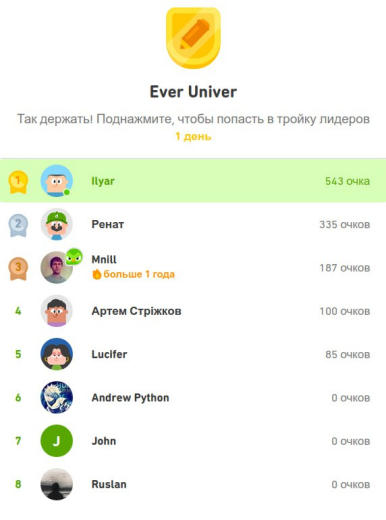 Ever Univer
Так держать! Поднажмите, чтобы попасть в тройку лидеров
1 день
1 Ilyar 543 очка
2 Ренат 335 очков
3 Mnill 187 очков
больше 1 года
4 Артем Стріжков 100 очков
5 Lucifer 85 очков
6 Andrew Python 0 очков
7 J John 0 очков
8 Ruslan 0 очков